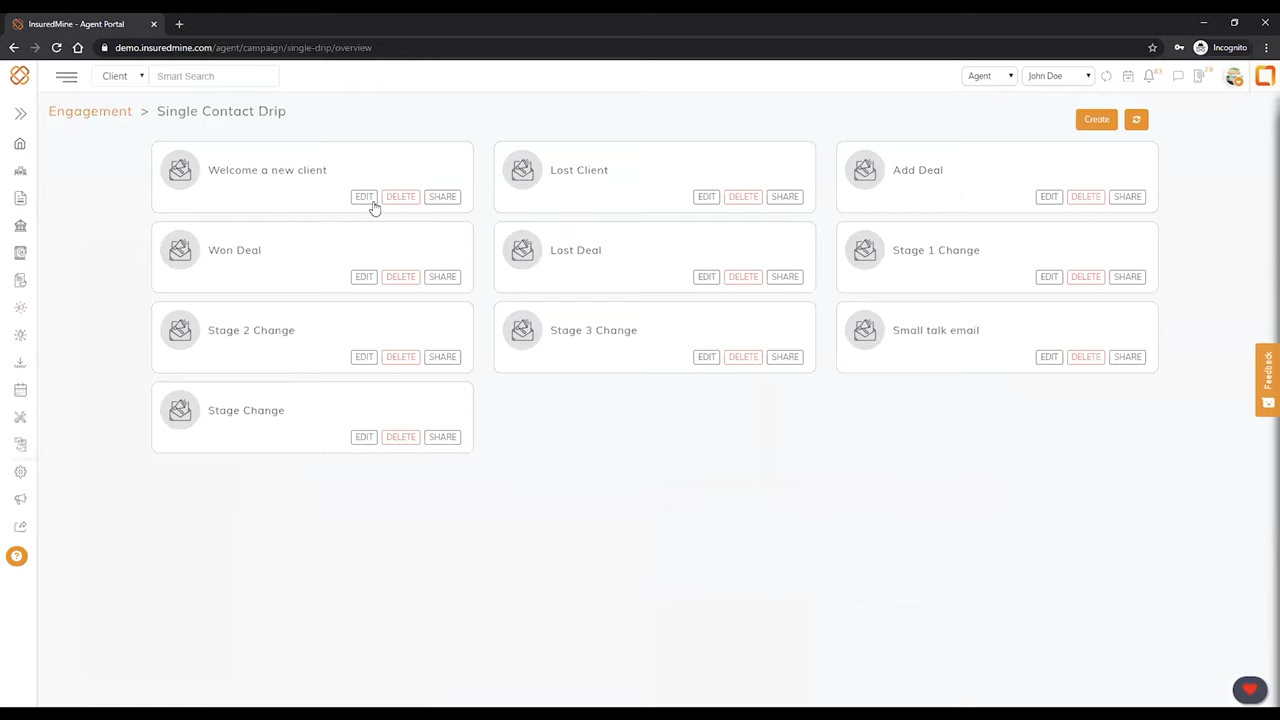 InsuredMine - Agent Portal
demo.insuredmine.com/agent/campaign/single-drip/overview
Incognito
Client
Smart Search
Agent
John Doe
83
29
Engagement > Single Contact Drip
Create
Welcome a new client
EDIT DELETE SHARE
Lost Client
EDIT DELETE SHARE
Add Deal
EDIT DELETE SHARE
Won Deal
EDIT DELETE SHARE
Lost Deal
EDIT DELETE SHARE
Stage 1 Change
EDIT DELETE SHARE
Stage 2 Change
EDIT DELETE SHARE
Stage 3 Change
EDIT DELETE SHARE
Small talk email
EDIT DELETE SHARE
Stage Change
EDIT DELETE SHARE
Feedback